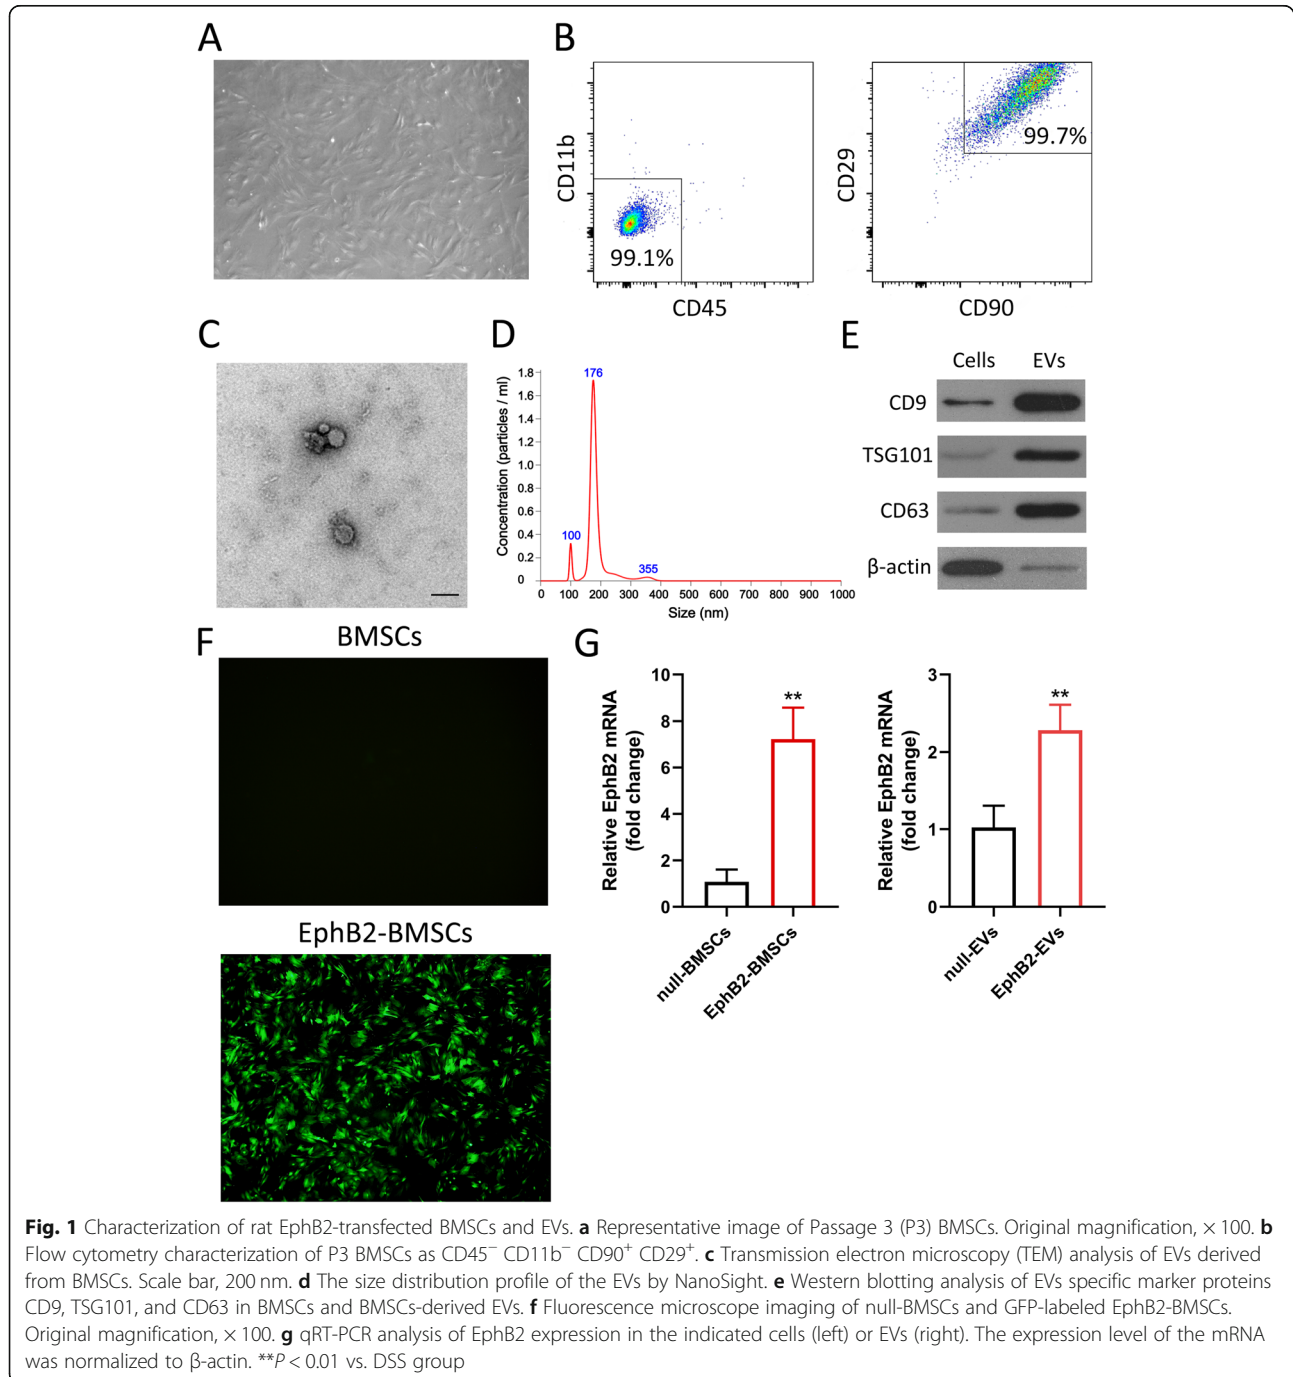 A
B
CD11b
99.1%
CD45
CD29
99.7%
CD90
C
D
Concentration (particles / ml)
1.8
1.6
1.4
1.2
1.0
0.8
0.6
0.4
0.2
0
176
100
355
0 100 200 300 400 500 600 700 800 900 1000
Size (nm)
E
Cells EVs
CD9
TSG101
CD63
β-actin
F
BMSCs
EphB2-BMSCs
G
Relative EphB2 mRNA
(fold change)
10
8
6
4
2
0
**
null-BMSCs
EphB2-BMSCs
Relative EphB2 mRNA
(fold change)
3
2
1
0
**
null-EVs
EphB2-EVs
Fig. 1 Characterization of rat EphB2-transfected BMSCs and EVs. a Representative image of Passage 3 (P3) BMSCs. Original magnification, × 100. b
Flow cytometry characterization of P3 BMSCs as CD45⁻ CD11b⁻ CD90⁺ CD29⁺. c Transmission electron microscopy (TEM) analysis of EVs derived
from BMSCs. Scale bar, 200 nm. d The size distribution profile of the EVs by NanoSight. e Western blotting analysis of EVs specific marker proteins
CD9, TSG101, and CD63 in BMSCs and BMSCs-derived EVs. f Fluorescence microscope imaging of null-BMSCs and GFP-labeled EphB2-BMSCs.
Original magnification, × 100. g qRT-PCR analysis of EphB2 expression in the indicated cells (left) or EVs (right). The expression level of the mRNA
was normalized to β-actin. **P < 0.01 vs. DSS group